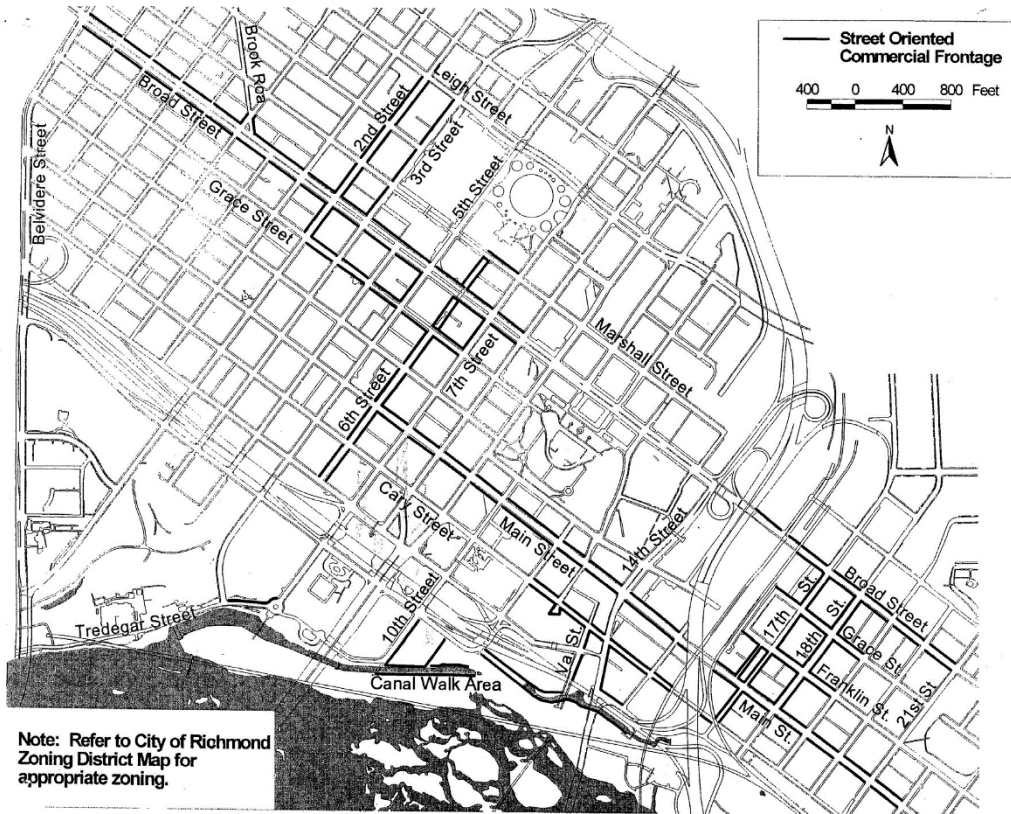 Street Oriented
Commercial Frontage
400 0 400 800 Feet
N
Brook Roa
Leigh Street
Broad Street
2nd Street
3rd Street
5th Street
Belvidere Street
Grace Street
Marshall Street
7th Street
6th Street
Cary Street
Main Street
14th Street
10th Street
Tredegar Street
Va St.
Canal Walk Area
17th St.
18th St.
Broad Street
Grace St.
Franklin St.
21st St
Main St.
Note: Refer to City of Richmond
Zoning District Map for
appropriate zoning.